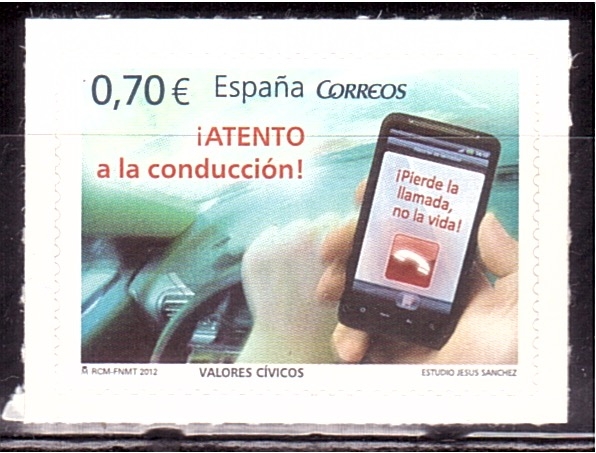 0,70 € España CORREOS
¡ATENTO
a la conducción!
¡Pierde la
llamada,
no la vida!
RCM-FNMT 2012 VALORES CÍVICOS ESTUDIO JESUS SANCHEZ